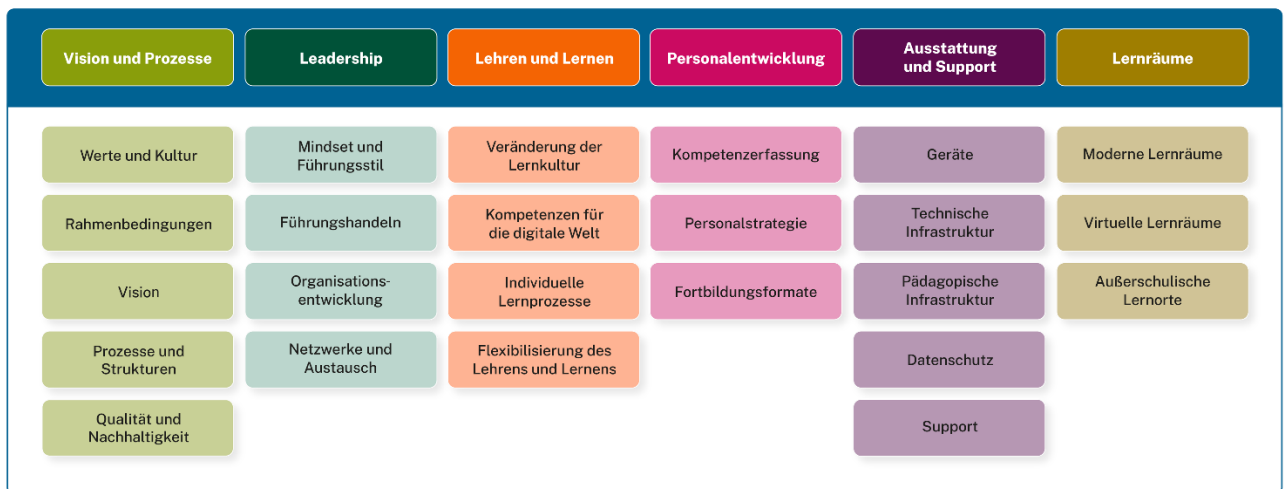 Vision und Prozesse
Leadership
Lehren und Lernen
Personalentwicklung
Ausstattung
und Support
Lernräume
Werte und Kultur
Rahmenbedingungen
Vision
Prozesse und
Strukturen
Qualität und
Nachhaltigkeit
Mindset und
Führungsstil
Führungshandeln
Organisations-
entwicklung
Netzwerke und
Austausch
Veränderung der
Lernkultur
Kompetenzen für
die digitale Welt
Individuelle
Lernprozesse
Flexibilisierung des
Lehrens und Lernens
Kompetenzerfassung
Personalstrategie
Fortbildungsformate
Geräte
Technische
Infrastruktur
Pädagopische
Infrastruktur
Datenschutz
Support
Moderne Lernräume
Virtuelle Lernräume
Außerschulische
Lernorte